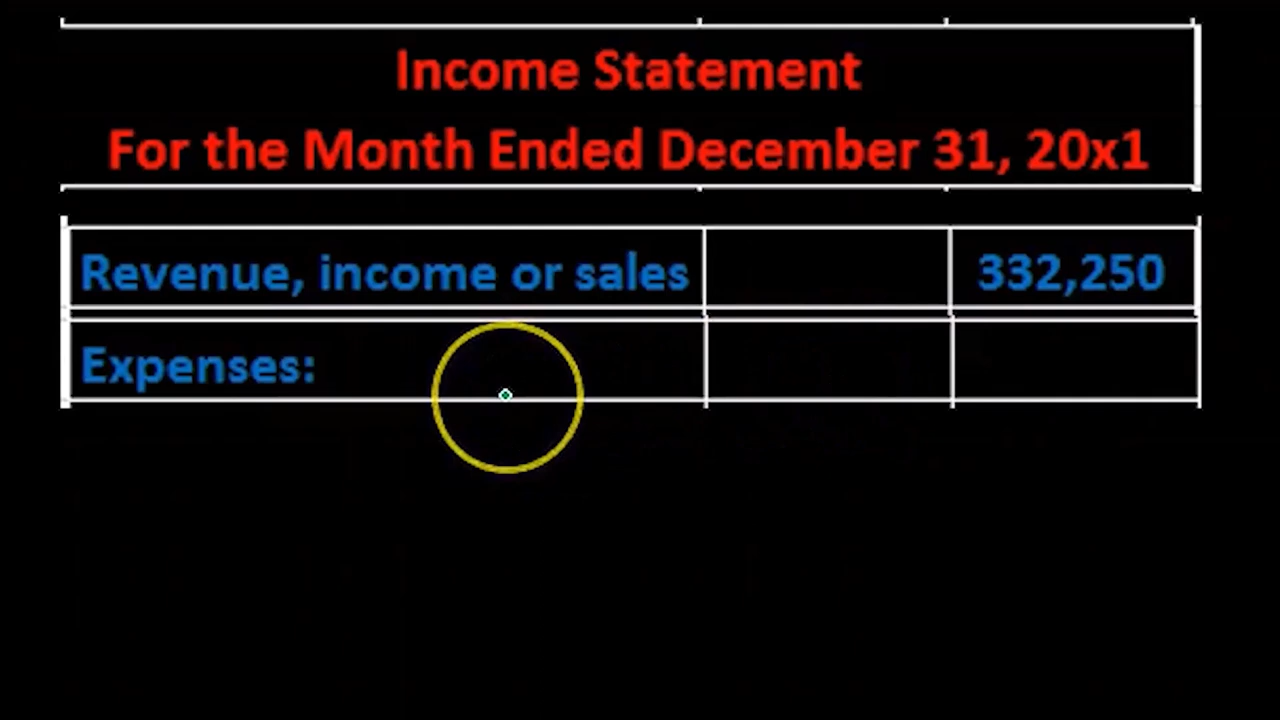 Income Statement
For the Month Ended December 31, 20x1
Revenue, income or sales 332,250
Expenses: